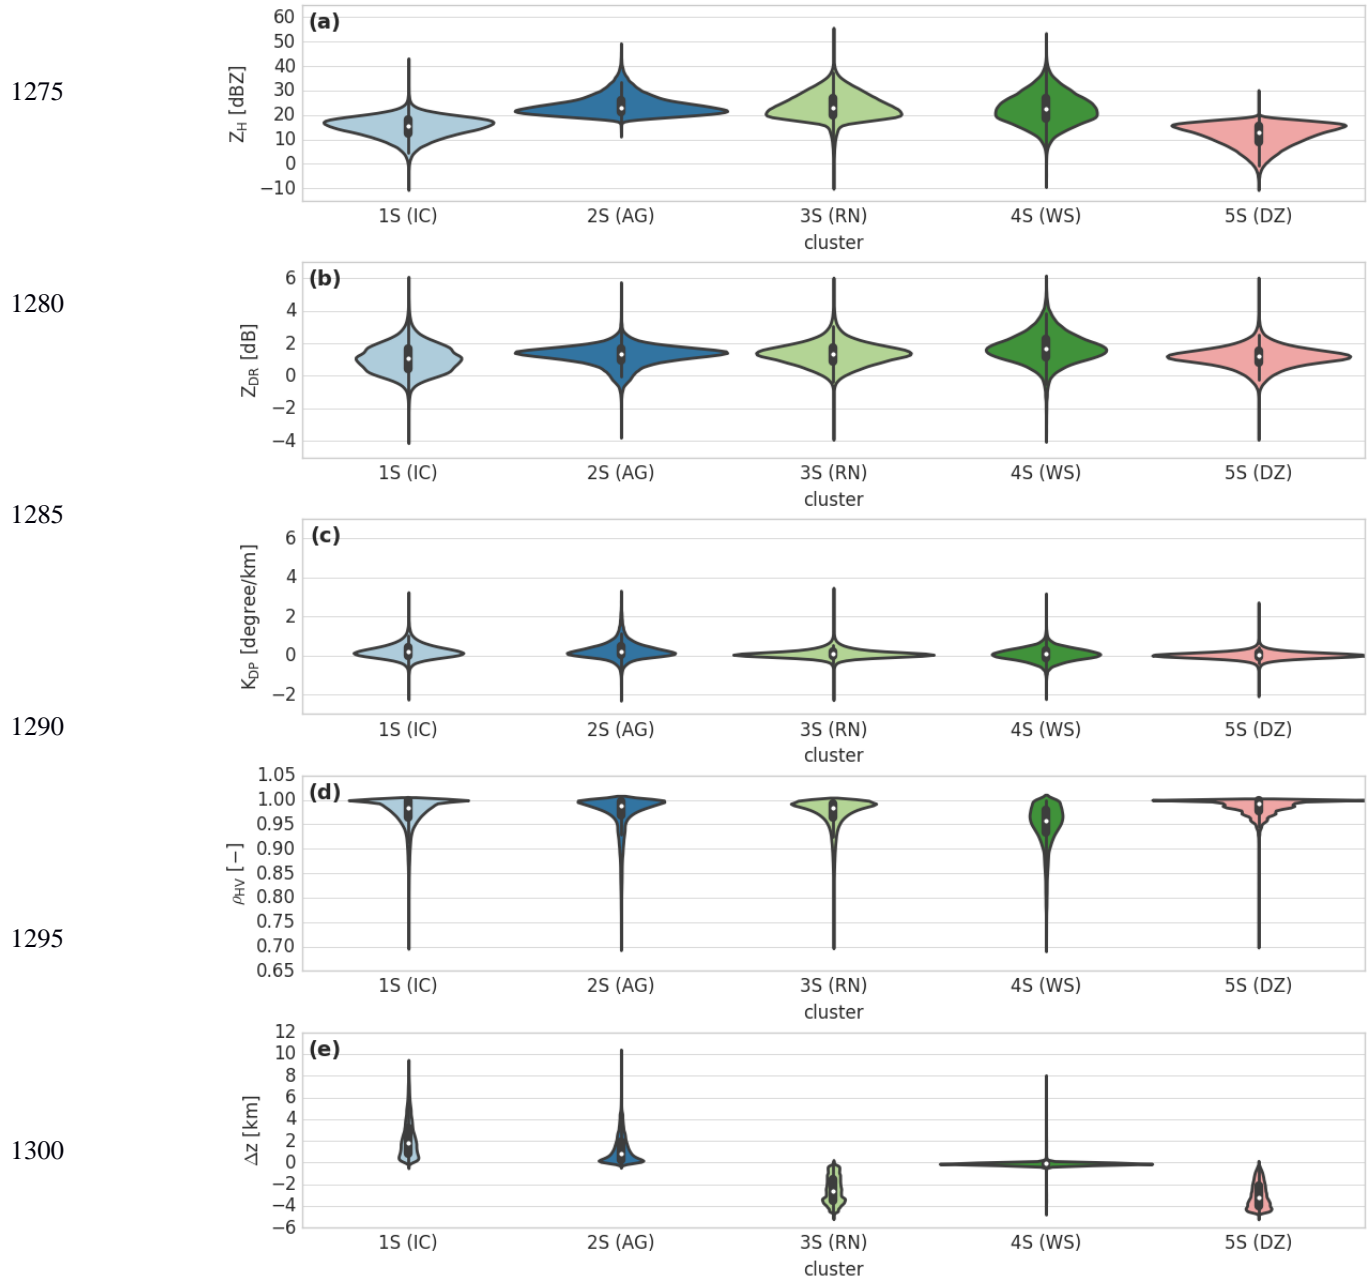 (a)
60
50
40
30
20
10
0
−10
Z_H [dBZ]
1S (IC) 2S (AG) 3S (RN) 4S (WS) 5S (DZ)
cluster
1275
(b)
6
4
2
0
−2
−4
Z_DR [dB]
1S (IC) 2S (AG) 3S (RN) 4S (WS) 5S (DZ)
cluster
1280
(c)
6
4
2
0
−2
K_DP [degree/km]
1S (IC) 2S (AG) 3S (RN) 4S (WS) 5S (DZ)
cluster
1285
1290
(d)
1.05
1.00
0.95
0.90
0.85
0.80
0.75
0.70
0.65
ρ_HV [−]
1S (IC) 2S (AG) 3S (RN) 4S (WS) 5S (DZ)
cluster
1295
(e)
12
10
8
6
4
2
0
−2
−4
−6
Δz [km]
1S (IC) 2S (AG) 3S (RN) 4S (WS) 5S (DZ)
cluster
1300